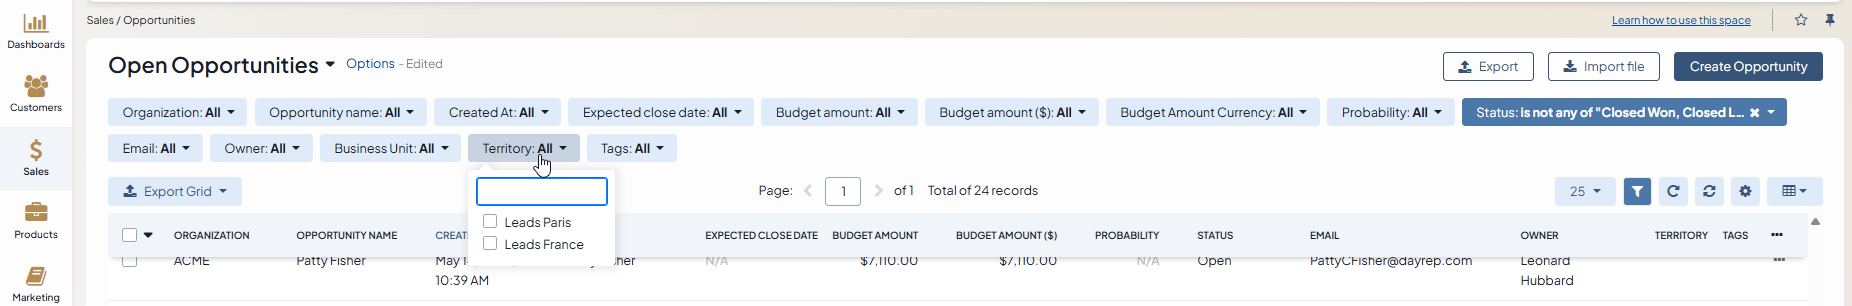 Dashboards
Customers
Sales
Products
Marketing
Sales / Opportunities
Learn how to use this space
Open Opportunities
Options - Edited
Export
Import file
Create Opportunity
Organization: All
Opportunity name: All
Created At: All
Expected close date: All
Budget amount: All
Budget amount ($): All
Budget Amount Currency: All
Probability: All
Status: is not any of "Closed Won, Closed L...
Email: All
Owner: All
Business Unit: All
Territory: All
Tags: All
Export Grid
Leads Paris
Leads France
Page: 1 of 1 Total of 24 records
25
ORGANIZATION OPPORTUNITY NAME EXPECTED CLOSE DATE BUDGET AMOUNT BUDGET AMOUNT ($) PROBABILITY STATUS EMAIL OWNER TERRITORY TAGS
ACME Patty Fisher May N/A $7,110.00 $7,110.00 N/A Open PattyCFisher@dayrep.com Leonard
10:39 AM Hubbard